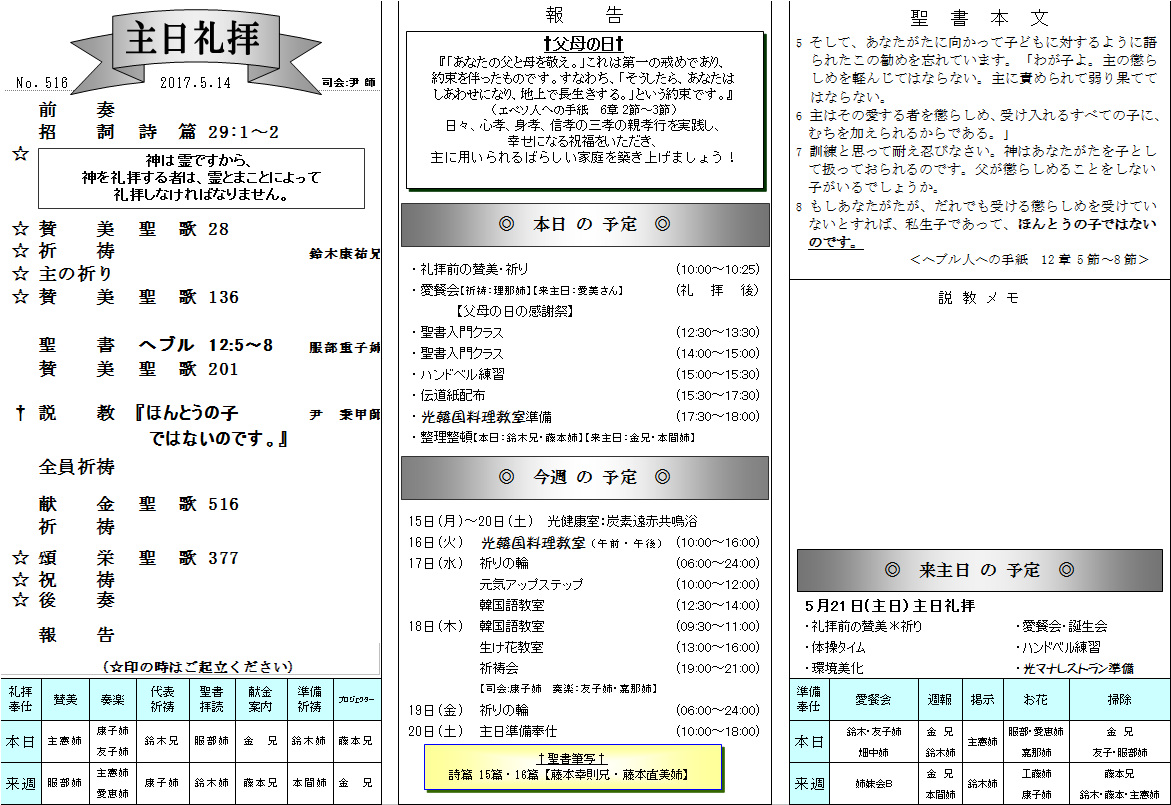 主日礼拝
No. 516　2017.5.14　司会:尹 師
前　奏
招　詞　詩　篇　29:1～2
☆
神は霊ですから、
神を礼拝する者は、霊とまことによって
礼拝しなければなりません。
☆ 賛　美　聖　歌　28
☆ 祈　祷　鈴木康祐兄
☆ 主の祈り
☆ 賛　美　聖　歌　136
聖　書　ヘブル　12:5～8　服部重子姉
賛　美　聖　歌　201
† 説　教　『ほんとうの子　尹　秉甲師
ではないのです。』
全員祈祷
献　金　聖　歌　516
祈　祷
☆ 頌　栄　聖　歌　377
☆ 祝　祷
☆ 後　奏
報　告
(☆印の時はご起立ください)
礼拝奉仕　賛美　奏楽　代表祈祷　聖書拝読　献金案内　準備祈祷　プロジェクター
本日　主憲姉　康子姉 友子姉　鈴木兄　服部姉　金　兄　鈴木姉　藤本兄
来週　服部姉　主憲姉 愛恵姉　康子姉　鈴木姉　藤本兄　本間姉　金　兄
報　告
†父母の日†
『「あなたの父と母を敬え。」これは第一の戒めであり、
約束を伴ったものです。すなわち、「そうしたら、あなたは
しあわせになり、地上で長生きする。」という約束です。』
(エペソ人への手紙　6章 2節～3節)
日々、心孝、身孝、信孝の三孝の親孝行を実践し、
幸せになる祝福をいただき、
主に用いられるばらしい家庭を築き上げましょう！
◎　本日 の 予定　◎
・礼拝前の賛美・祈り　(10:00～10:25)
・愛餐会【祈祷:理那姉】【来主日:愛美さん】　(礼　拝　後)
【父母の日の感謝祭】
・聖書入門クラス　(12:30～13:30)
・聖書入門クラス　(14:00～15:00)
・ハンドベル練習　(15:00～15:30)
・伝道紙配布　(15:30～17:30)
・光韓国料理教室準備　(17:30～18:00)
・整理整頓【本日:鈴木兄・藤本姉】【来主日:金兄・本間姉】
◎　今週 の 予定　◎
15日(月)～20日(土)　光健康室:炭素遠赤共鳴浴
16日(火)　光韓国料理教室(午前・午後)　(10:00～16:00)
17日(水)　祈りの輪　(06:00～24:00)
元気アップステップ　(10:00～12:00)
韓国語教室　(12:30～14:00)
18日(木)　韓国語教室　(09:30～11:00)
生け花教室　(13:00～16:00)
祈祷会　(19:00～21:00)
【司会:康子姉　奏楽:友子姉・嘉那姉】
19日(金)　祈りの輪　(06:00～24:00)
20日(土)　主日準備奉仕　(10:00～18:00)
†聖書筆写†
詩篇 15篇・16篇【藤本幸則兄・藤本直美姉】
聖 書 本 文
5 そして、あなたがたに向かって子どもに対するように語
られたこの勧めを忘れています。「わが子よ。主の懲ら
しめを軽んじてはならない。主に責められて弱り果てて
はならない。
6 主はその愛する者を懲らしめ、受け入れるすべての子に、
むちを加えられるからである。」
7 訓練と思って耐え忍びなさい。神はあなたがたを子とし
て扱っておられるのです。父が懲らしめることをしない
子がいるでしょうか。
8 もしあなたがたが、だれでも受ける懲らしめを受けてい
ないとすれば、私生子であって、ほんとうの子ではない
のです。
＜ヘブル人への手紙　12章 5節～8節＞
説 教 メ モ
◎　来主日 の 予定　◎
5月21日(主日)主日礼拝
・礼拝前の賛美＊祈り　・愛餐会・誕生会
・体操タイム　・ハンドベル練習
・環境美化　・光マナレストラン準備
準備奉仕　愛餐会　週報　掲示　お花　掃除
本日　鈴木・友子姉 畑中姉　金　兄 鈴木姉　主憲姉　服部・愛恵姉 嘉那姉　金　兄 友子・服部姉
来週　姉妹会B　金　兄 本間姉　鈴木姉　工藤姉 康子姉　藤本兄 鈴木・藤本・主憲姉